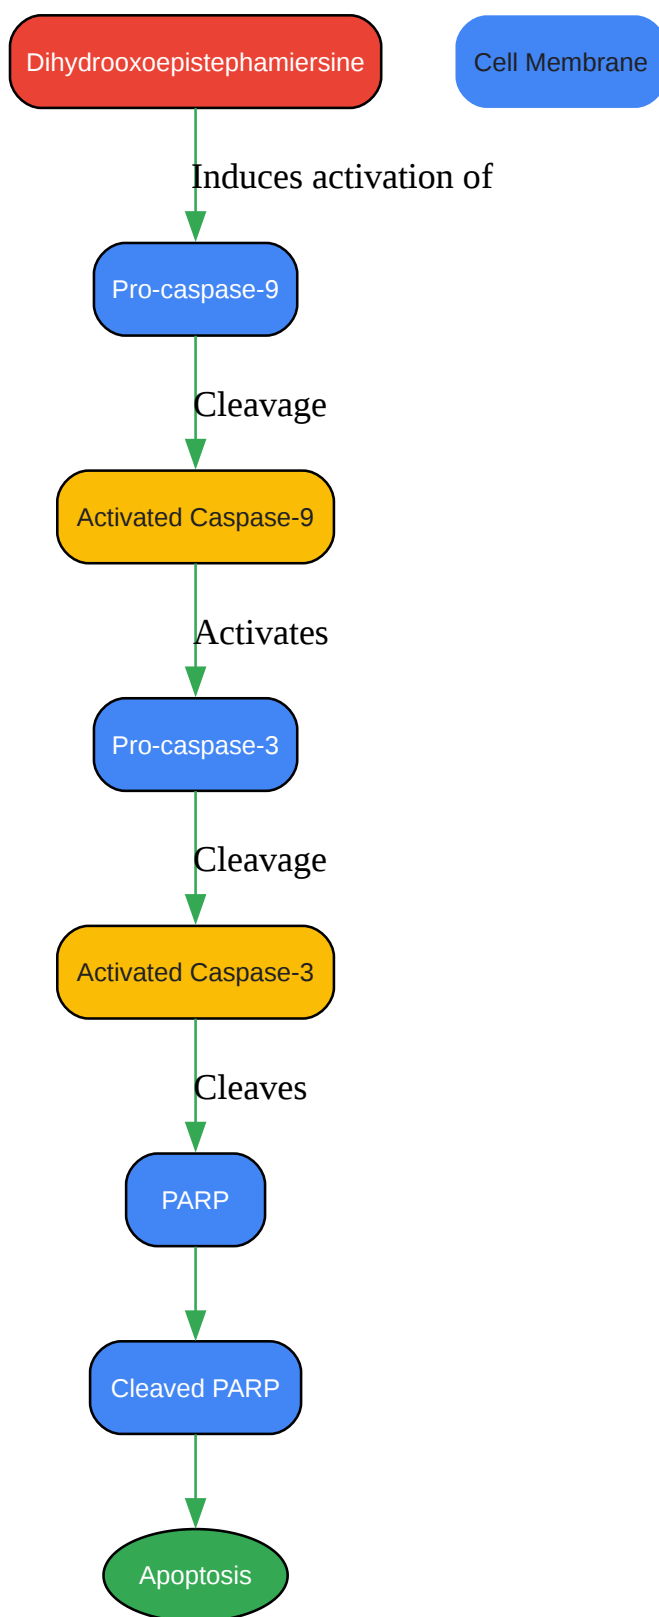 Dihydrooxoepistephamiersine
Cell Membrane
Induces activation of
Pro-caspase-9
Cleavage
Activated Caspase-9
Activates
Pro-caspase-3
Cleavage
Activated Caspase-3
Cleaves
PARP
Cleaved PARP
Apoptosis